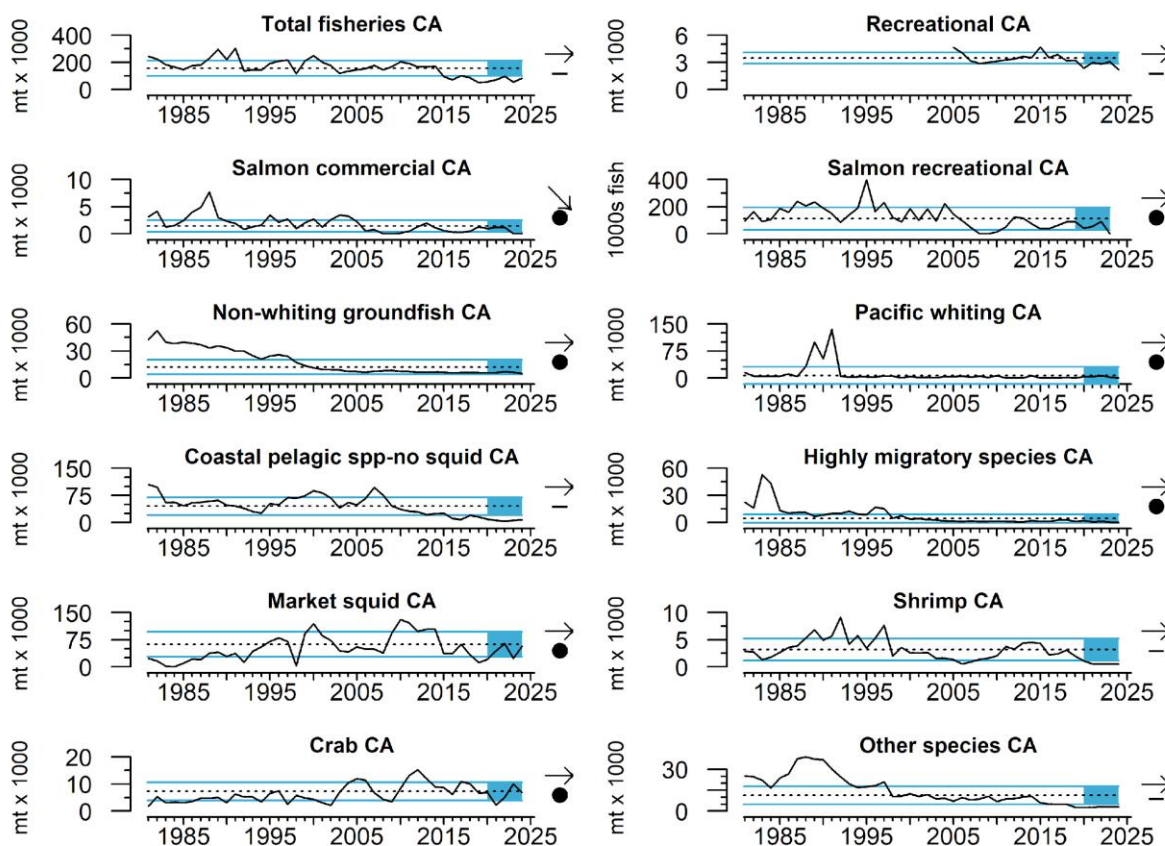 Total fisheries CA
mt x 1000
400
200
0
1985 1995 2005 2015 2025
Recreational CA
mt x 1000
6
3
0
1985 1995 2005 2015 2025
Salmon commercial CA
mt x 1000
10
5
0
1985 1995 2005 2015 2025
Salmon recreational CA
1000s fish
400
200
0
1985 1995 2005 2015 2025
Non-whiting groundfish CA
mt x 1000
60
30
0
1985 1995 2005 2015 2025
Pacific whiting CA
mt x 1000
150
75
0
1985 1995 2005 2015 2025
Coastal pelagic spp-no squid CA
mt x 1000
150
75
0
1985 1995 2005 2015 2025
Highly migratory species CA
mt x 1000
60
30
0
1985 1995 2005 2015 2025
Market squid CA
mt x 1000
150
75
0
1985 1995 2005 2015 2025
Shrimp CA
mt x 1000
10
5
0
1985 1995 2005 2015 2025
Crab CA
mt x 1000
20
10
0
1985 1995 2005 2015 2025
Other species CA
mt x 1000
30
0
1985 1995 2005 2015 2025